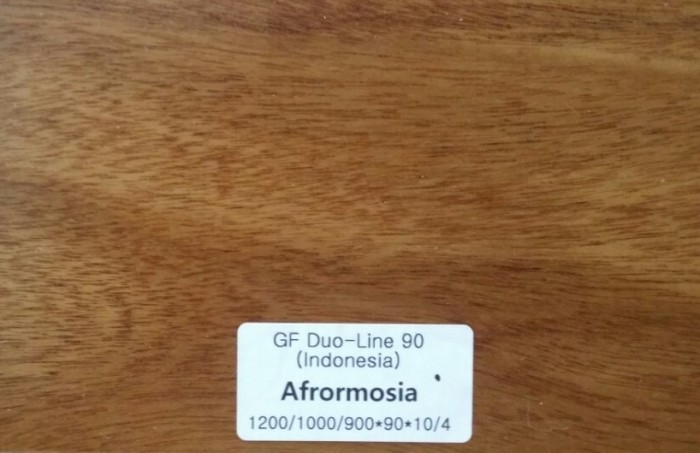 GF Duo-Line 90
(Indonesia)
Afrormosia
1200/1000/900*90*10/4